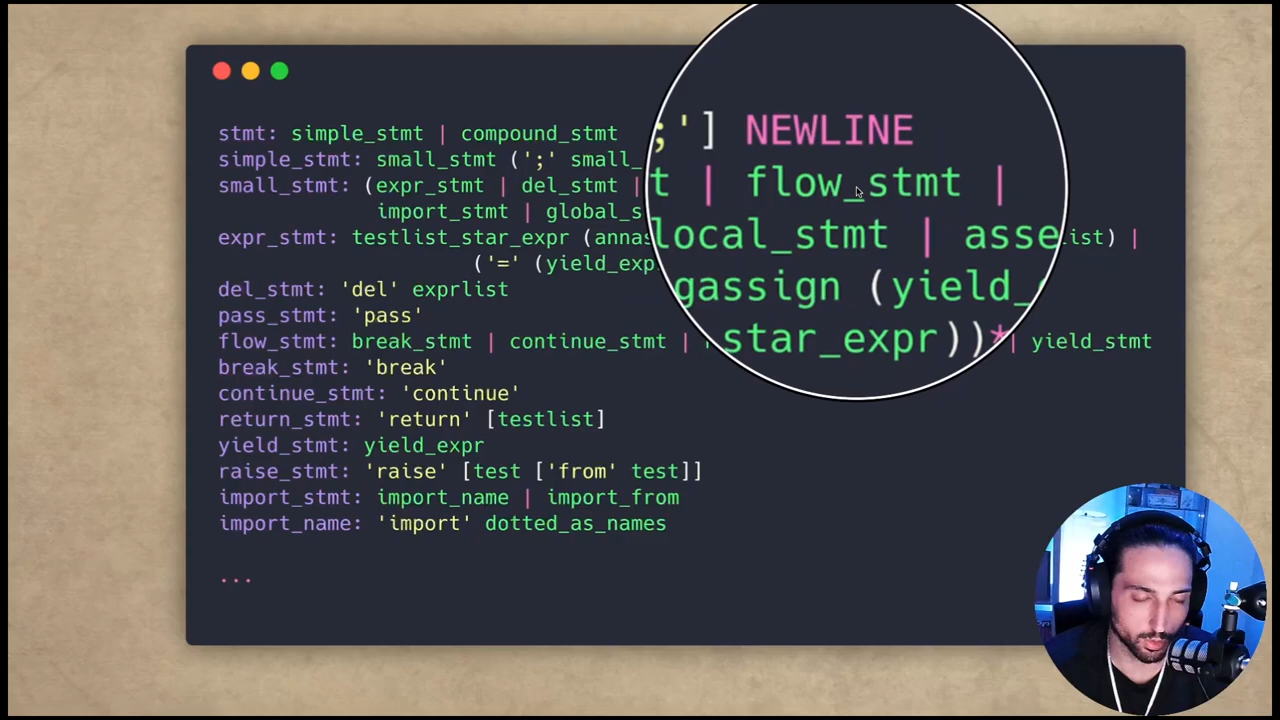 stmt: simple_stmt | compound_stmt
simple_stmt: small_stmt (';' small_ ;'] NEWLINE
small_stmt: (expr_stmt | del_stmt | t | flow_stmt |
import_stmt | global_s local_stmt | asse
expr_stmt: testlist_star_expr (annas gassign (yield_ list) |
('=' (yield_exp star_expr))*
del_stmt: 'del' exprlist
pass_stmt: 'pass'
flow_stmt: break_stmt | continue_stmt | | yield_stmt
break_stmt: 'break'
continue_stmt: 'continue'
return_stmt: 'return' [testlist]
yield_stmt: yield_expr
raise_stmt: 'raise' [test ['from' test]]
import_stmt: import_name | import_from
import_name: 'import' dotted_as_names
...